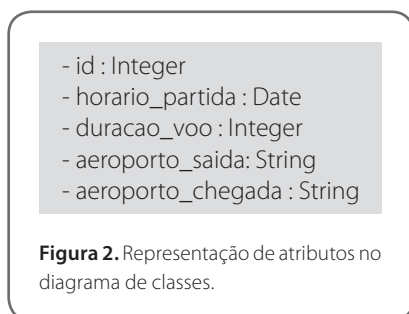 - id : Integer
- horario_partida : Date
- duracao_voo : Integer
- aeroporto_saida: String
- aeroporto_chegada : String
Figura 2. Representação de atributos no
diagrama de classes.